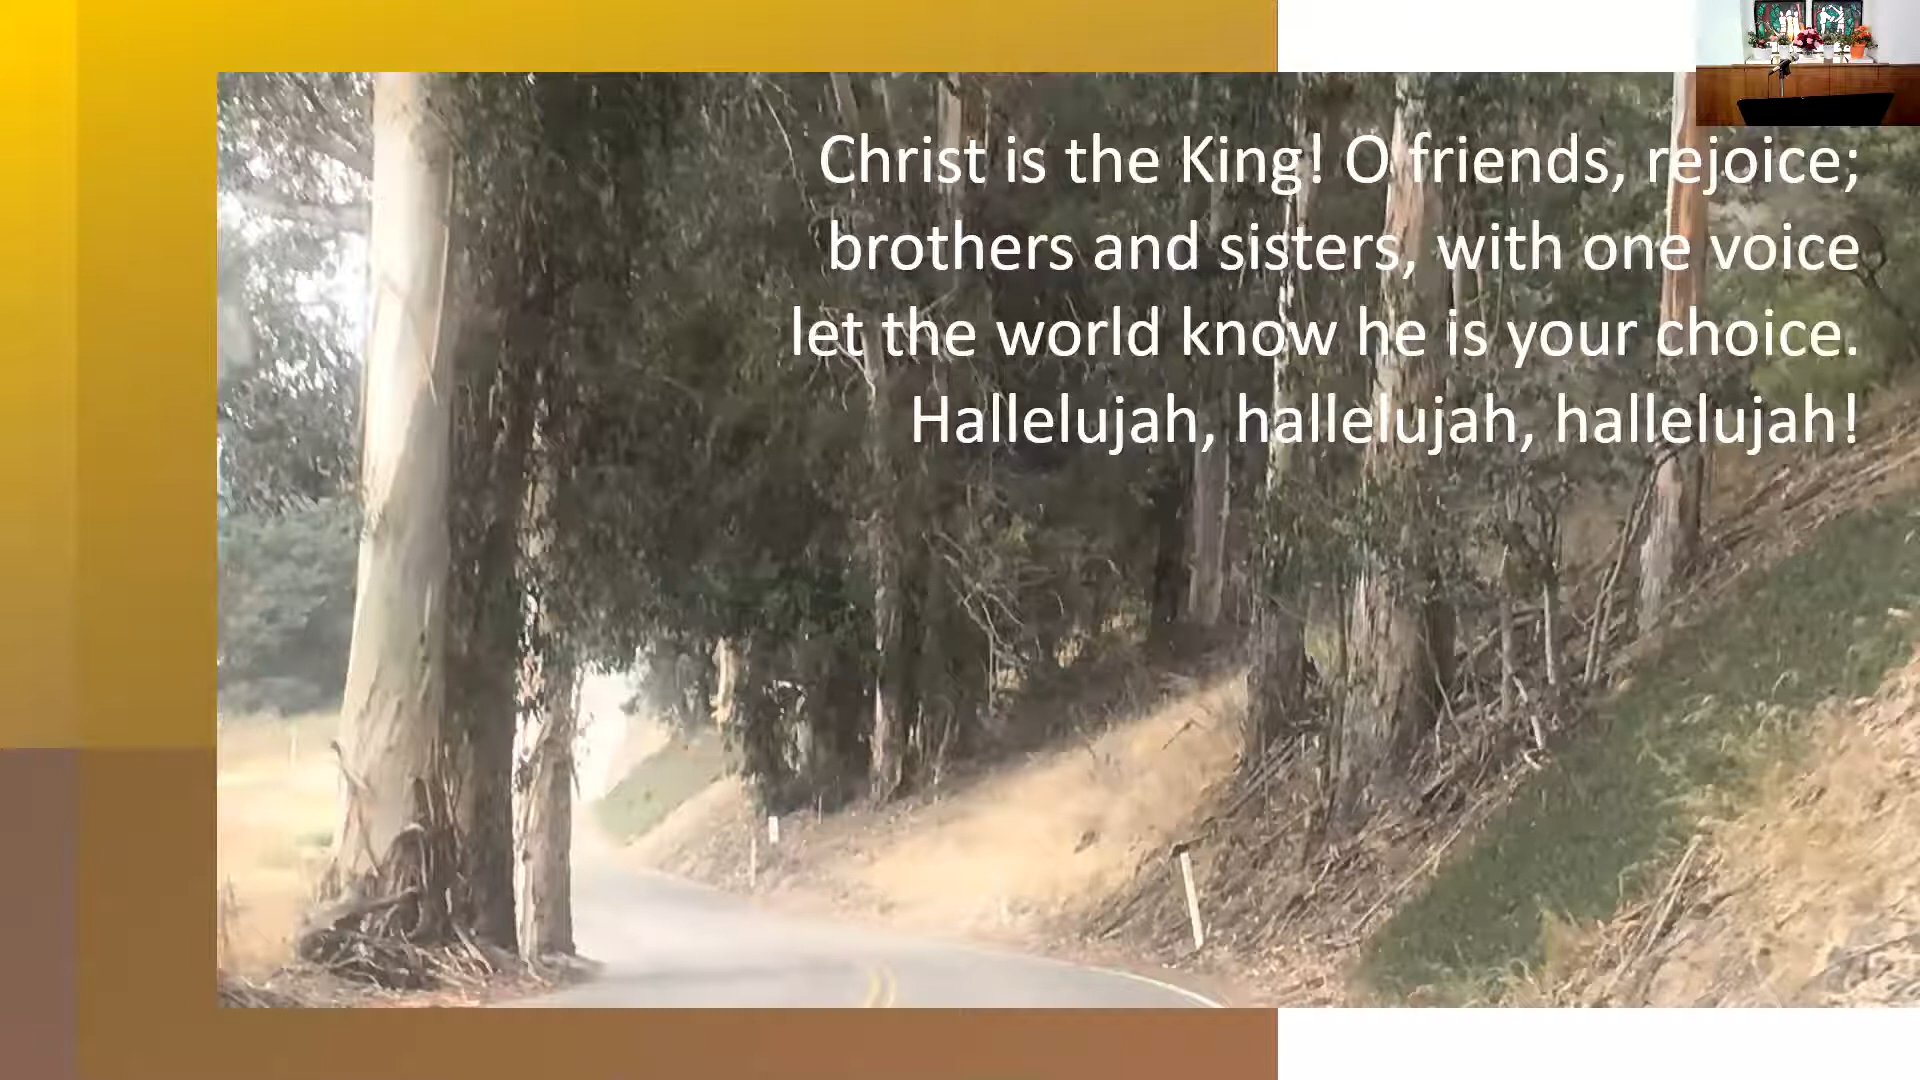 Christ is the King! O friends, rejoice;
brothers and sisters, with one voice
let the world know he is your choice.
Hallelujah, hallelujah, hallelujah!